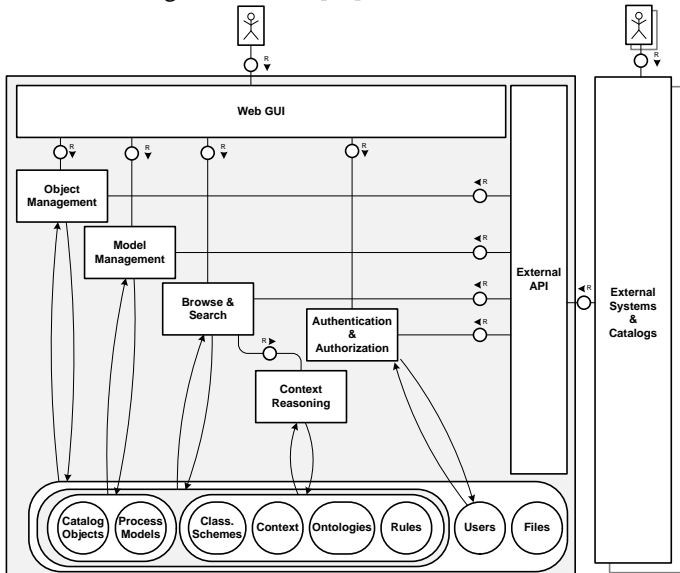 R
R
Web GUI
R
R
R
R
Object
Management
R
Model
Management
R
External
API
R
External
Systems
&
Catalogs
Browse &
Search
R
Authentication
&
Authorization
R
R
Context
Reasoning
Catalog
Objects
Process
Models
Class.
Schemes
Context
Ontologies
Rules
Users
Files